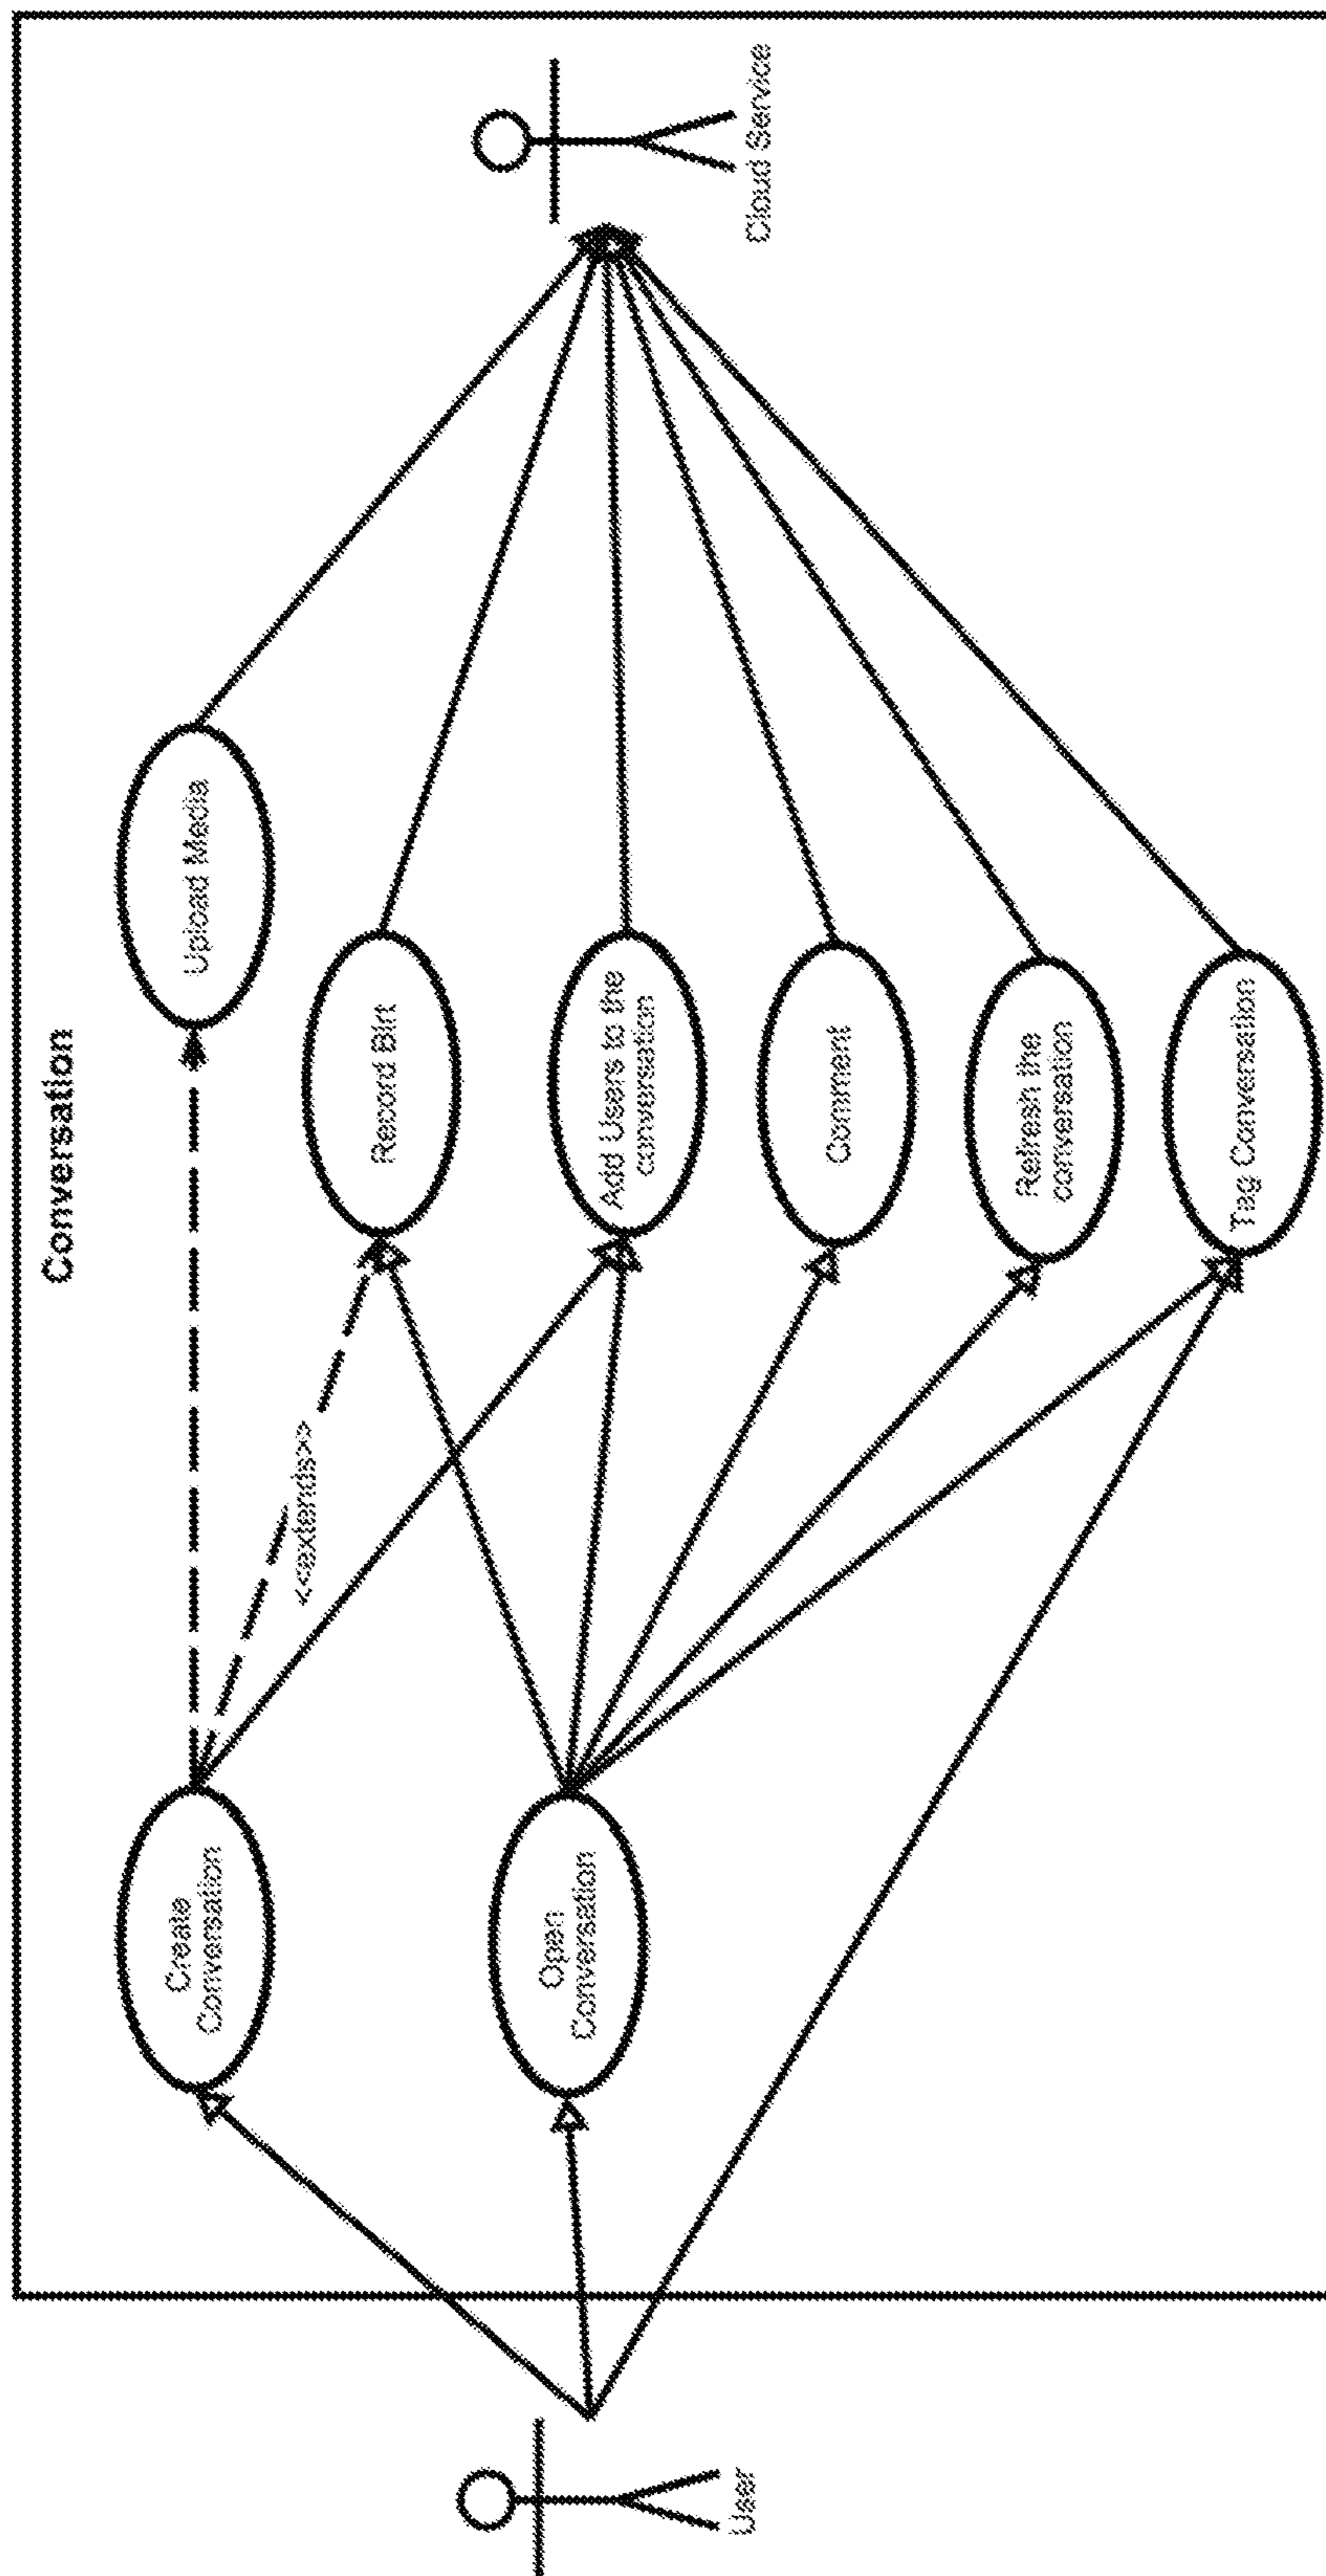 Conversation
Create
Conversation
Upload Media
<<extends>>
Record Blrt
Open
Conversation
Add Users to the
conversation
Comment
Refresh the
conversation
Tag Conversation
User
Cloud Service